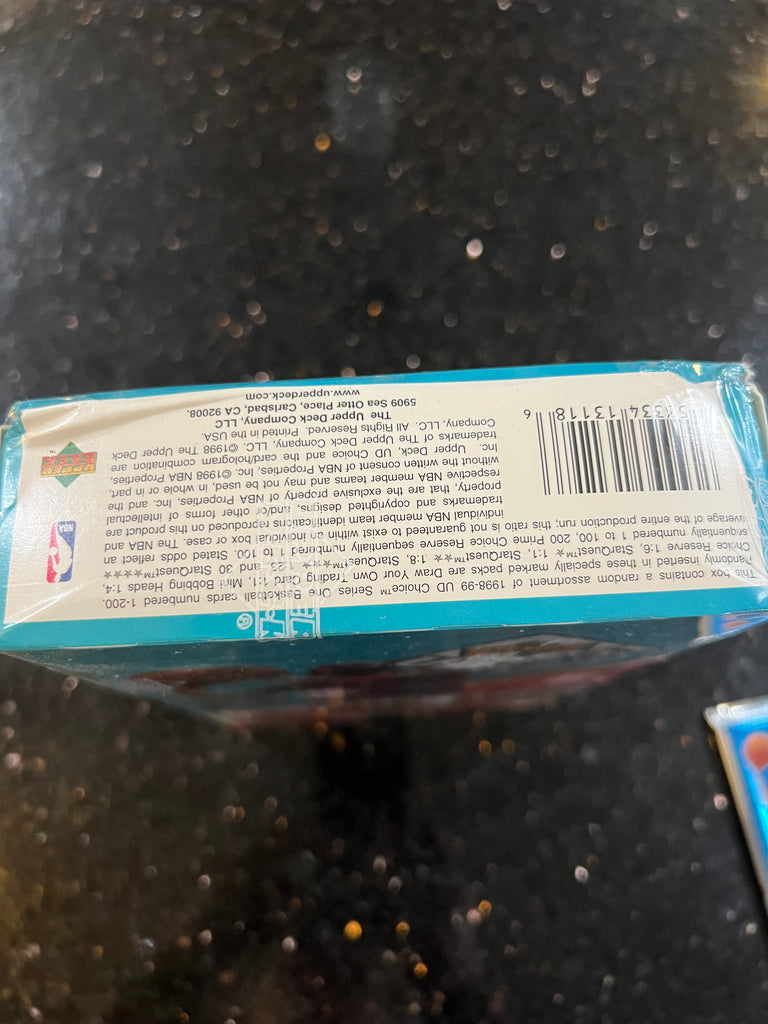 This box contains a random assortment of 1998-99 UD Choice™ Series One Basketball cards numbered 1-200.
Randomly inserted in these specially marked packs are Draw Your Own Trading Card, 1:1, Mini Bobbing Heads 1:4,
Choice Reserve 1:6, StarQuest™★ 1:1, StarQuest™★★ 1:8, StarQuest™★★★ 1:23, and 30 StarQuest™★★★★
sequentially numbered 1 to 100, 200 Prime Choice Reserve sequentially numbered to 100. Stated odds reflect an
average of the entire production run; this ratio is not guaranteed to exist within an individual box or case. The NBA and
individual NBA member team identifications reproduced on this product are
trademarks and copyrighted designs, and/or other forms of intellectual
property, that are the exclusive property of NBA Properties, Inc. and the
respective NBA member teams and may not be used, in whole or in part,
without the written consent of NBA Properties, Inc. ©1998 NBA Properties,
Inc. Upper Deck, UD Choice and the card/hologram combination are
trademarks of The Upper Deck Company, LLC. ©1998 The Upper Deck
Company, LLC. All Rights Reserved. Printed in the USA.
The Upper Deck Company, LLC
5909 Sea Otter Place, Carlsbad, CA 92008.
www.upperdeck.com
53334 13118 6
NBA
UPPER
DECK
TM